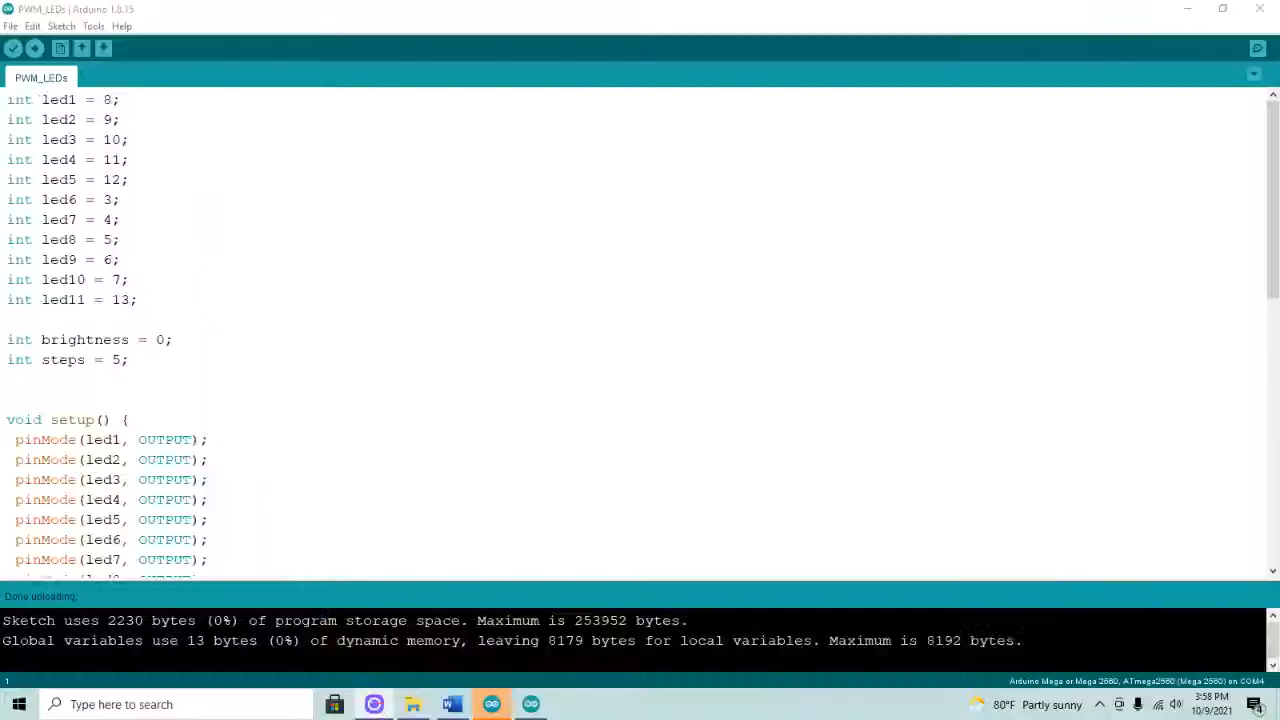 PWM_LEDs | Arduino 1.8.15
File Edit Sketch Tools Help
PWM_LEDs
int led1 = 8;
int led2 = 9;
int led3 = 10;
int led4 = 11;
int led5 = 12;
int led6 = 3;
int led7 = 4;
int led8 = 5;
int led9 = 6;
int led10 = 7;
int led11 = 13;
int brightness = 0;
int steps = 5;
void setup() {
pinMode(led1, OUTPUT);
pinMode(led2, OUTPUT);
pinMode(led3, OUTPUT);
pinMode(led4, OUTPUT);
pinMode(led5, OUTPUT);
pinMode(led6, OUTPUT);
pinMode(led7, OUTPUT);
Done uploading.
Sketch uses 2230 bytes (0%) of program storage space. Maximum is 253952 bytes.
Global variables use 13 bytes (0%) of dynamic memory, leaving 8179 bytes for local variables. Maximum is 8192 bytes.
1
Arduino Mega or Mega 2560, ATmega2560 (Mega 2560) on COM4
Type here to search
80°F Partly sunny
3:58 PM
10/9/2021